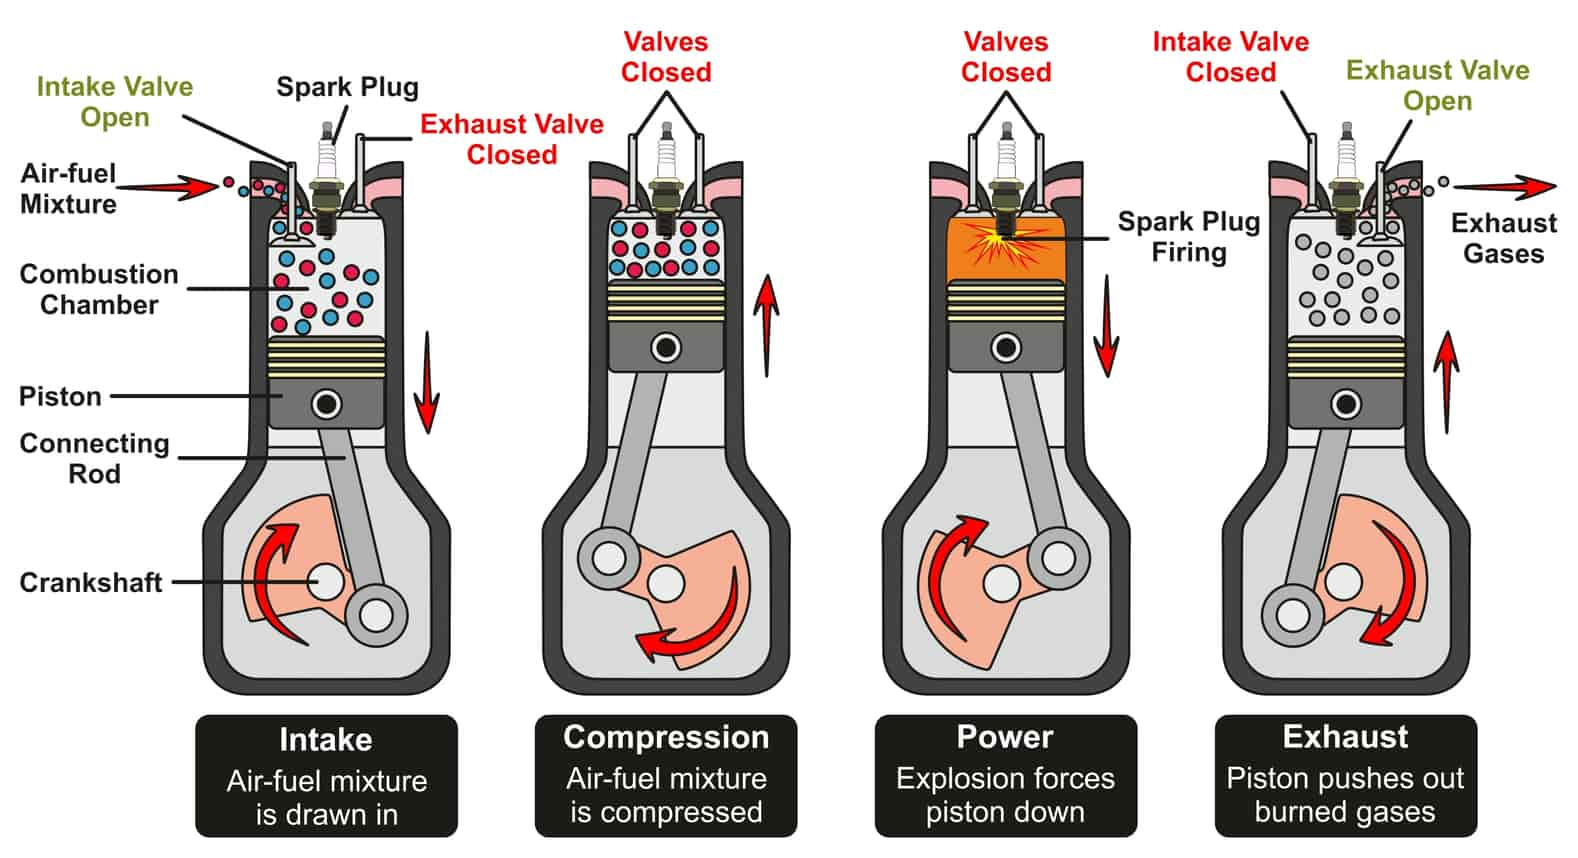 Intake Valve
Open
Spark Plug
Exhaust Valve
Closed
Air-fuel
Mixture
Combustion
Chamber
Piston
Connecting
Rod
Crankshaft
Intake
Air-fuel mixture
is drawn in
Valves
Closed
Compression
Air-fuel mixture
is compressed
Valves
Closed
Spark Plug
Firing
Power
Explosion forces
piston down
Intake Valve
Closed
Exhaust Valve
Open
Exhaust
Gases
Exhaust
Piston pushes out
burned gases